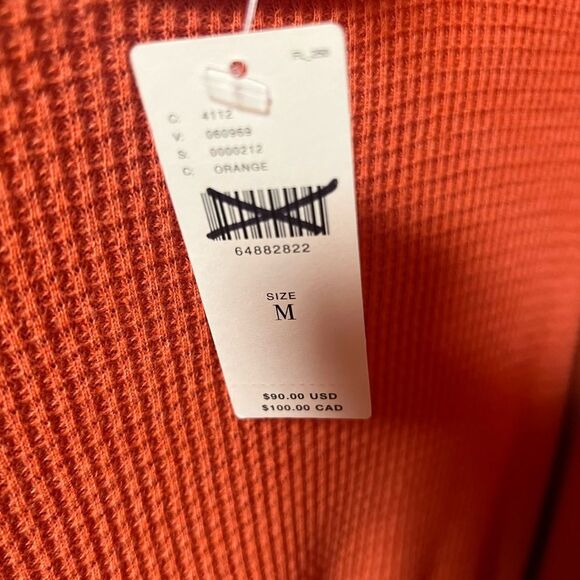 C: 4112
V: 060969
S: 0000212
C: ORANGE
64882822
SIZE
M
$90.00 USD
$100.00 CAD